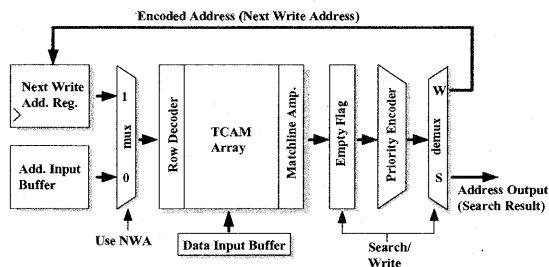 Encoded Address (Next Write Address)
Next Write
Add. Reg.
1
mux
0
Add. Input
Buffer
Use NWA
Row Decoder
TCAM
Array
Matchline Amp.
Data Input Buffer
Empty Flag
Priority Encoder
W
demux
S
Address Output
(Search Result)
Search/
Write